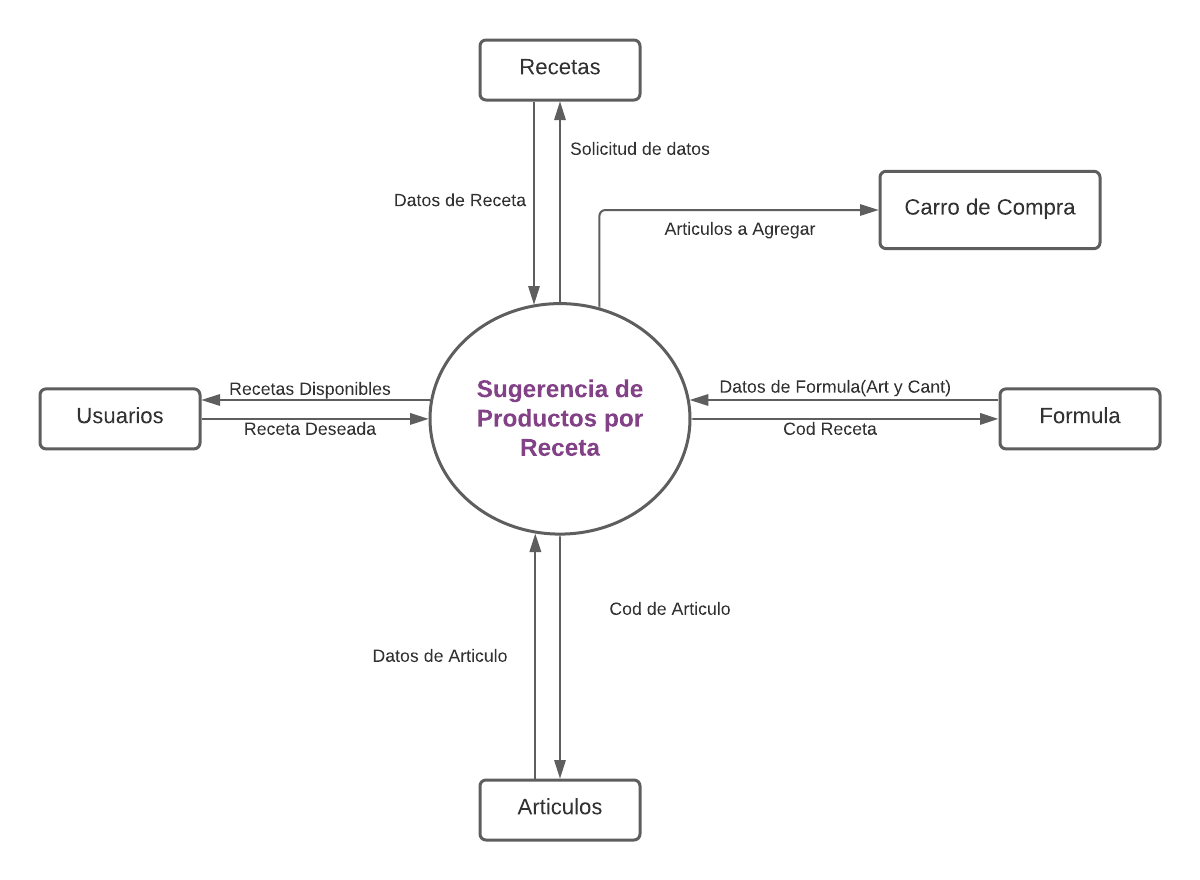 Recetas
Solicitud de datos
Datos de Receta
Carro de Compra
Articulos a Agregar
Sugerencia de
Productos por
Receta
Usuarios
Recetas Disponibles
Receta Deseada
Datos de Formula(Art y Cant)
Cod Receta
Formula
Cod de Articulo
Datos de Articulo
Articulos